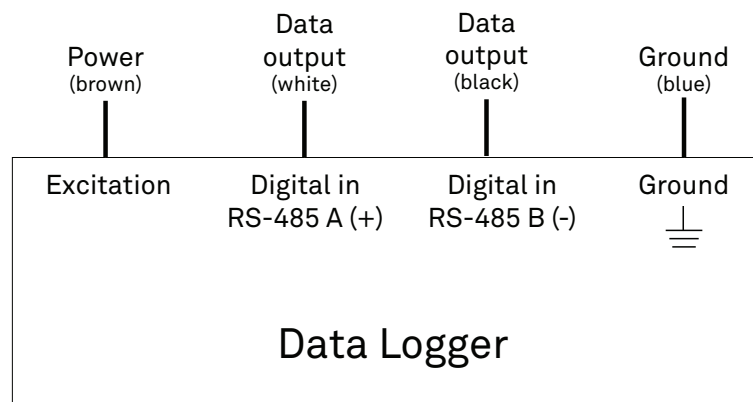 Power
(brown)
Data
output
(white)
Data
output
(black)
Ground
(blue)
Excitation
Digital in
RS-485 A (+)
Digital in
RS-485 B (-)
Ground
Data Logger